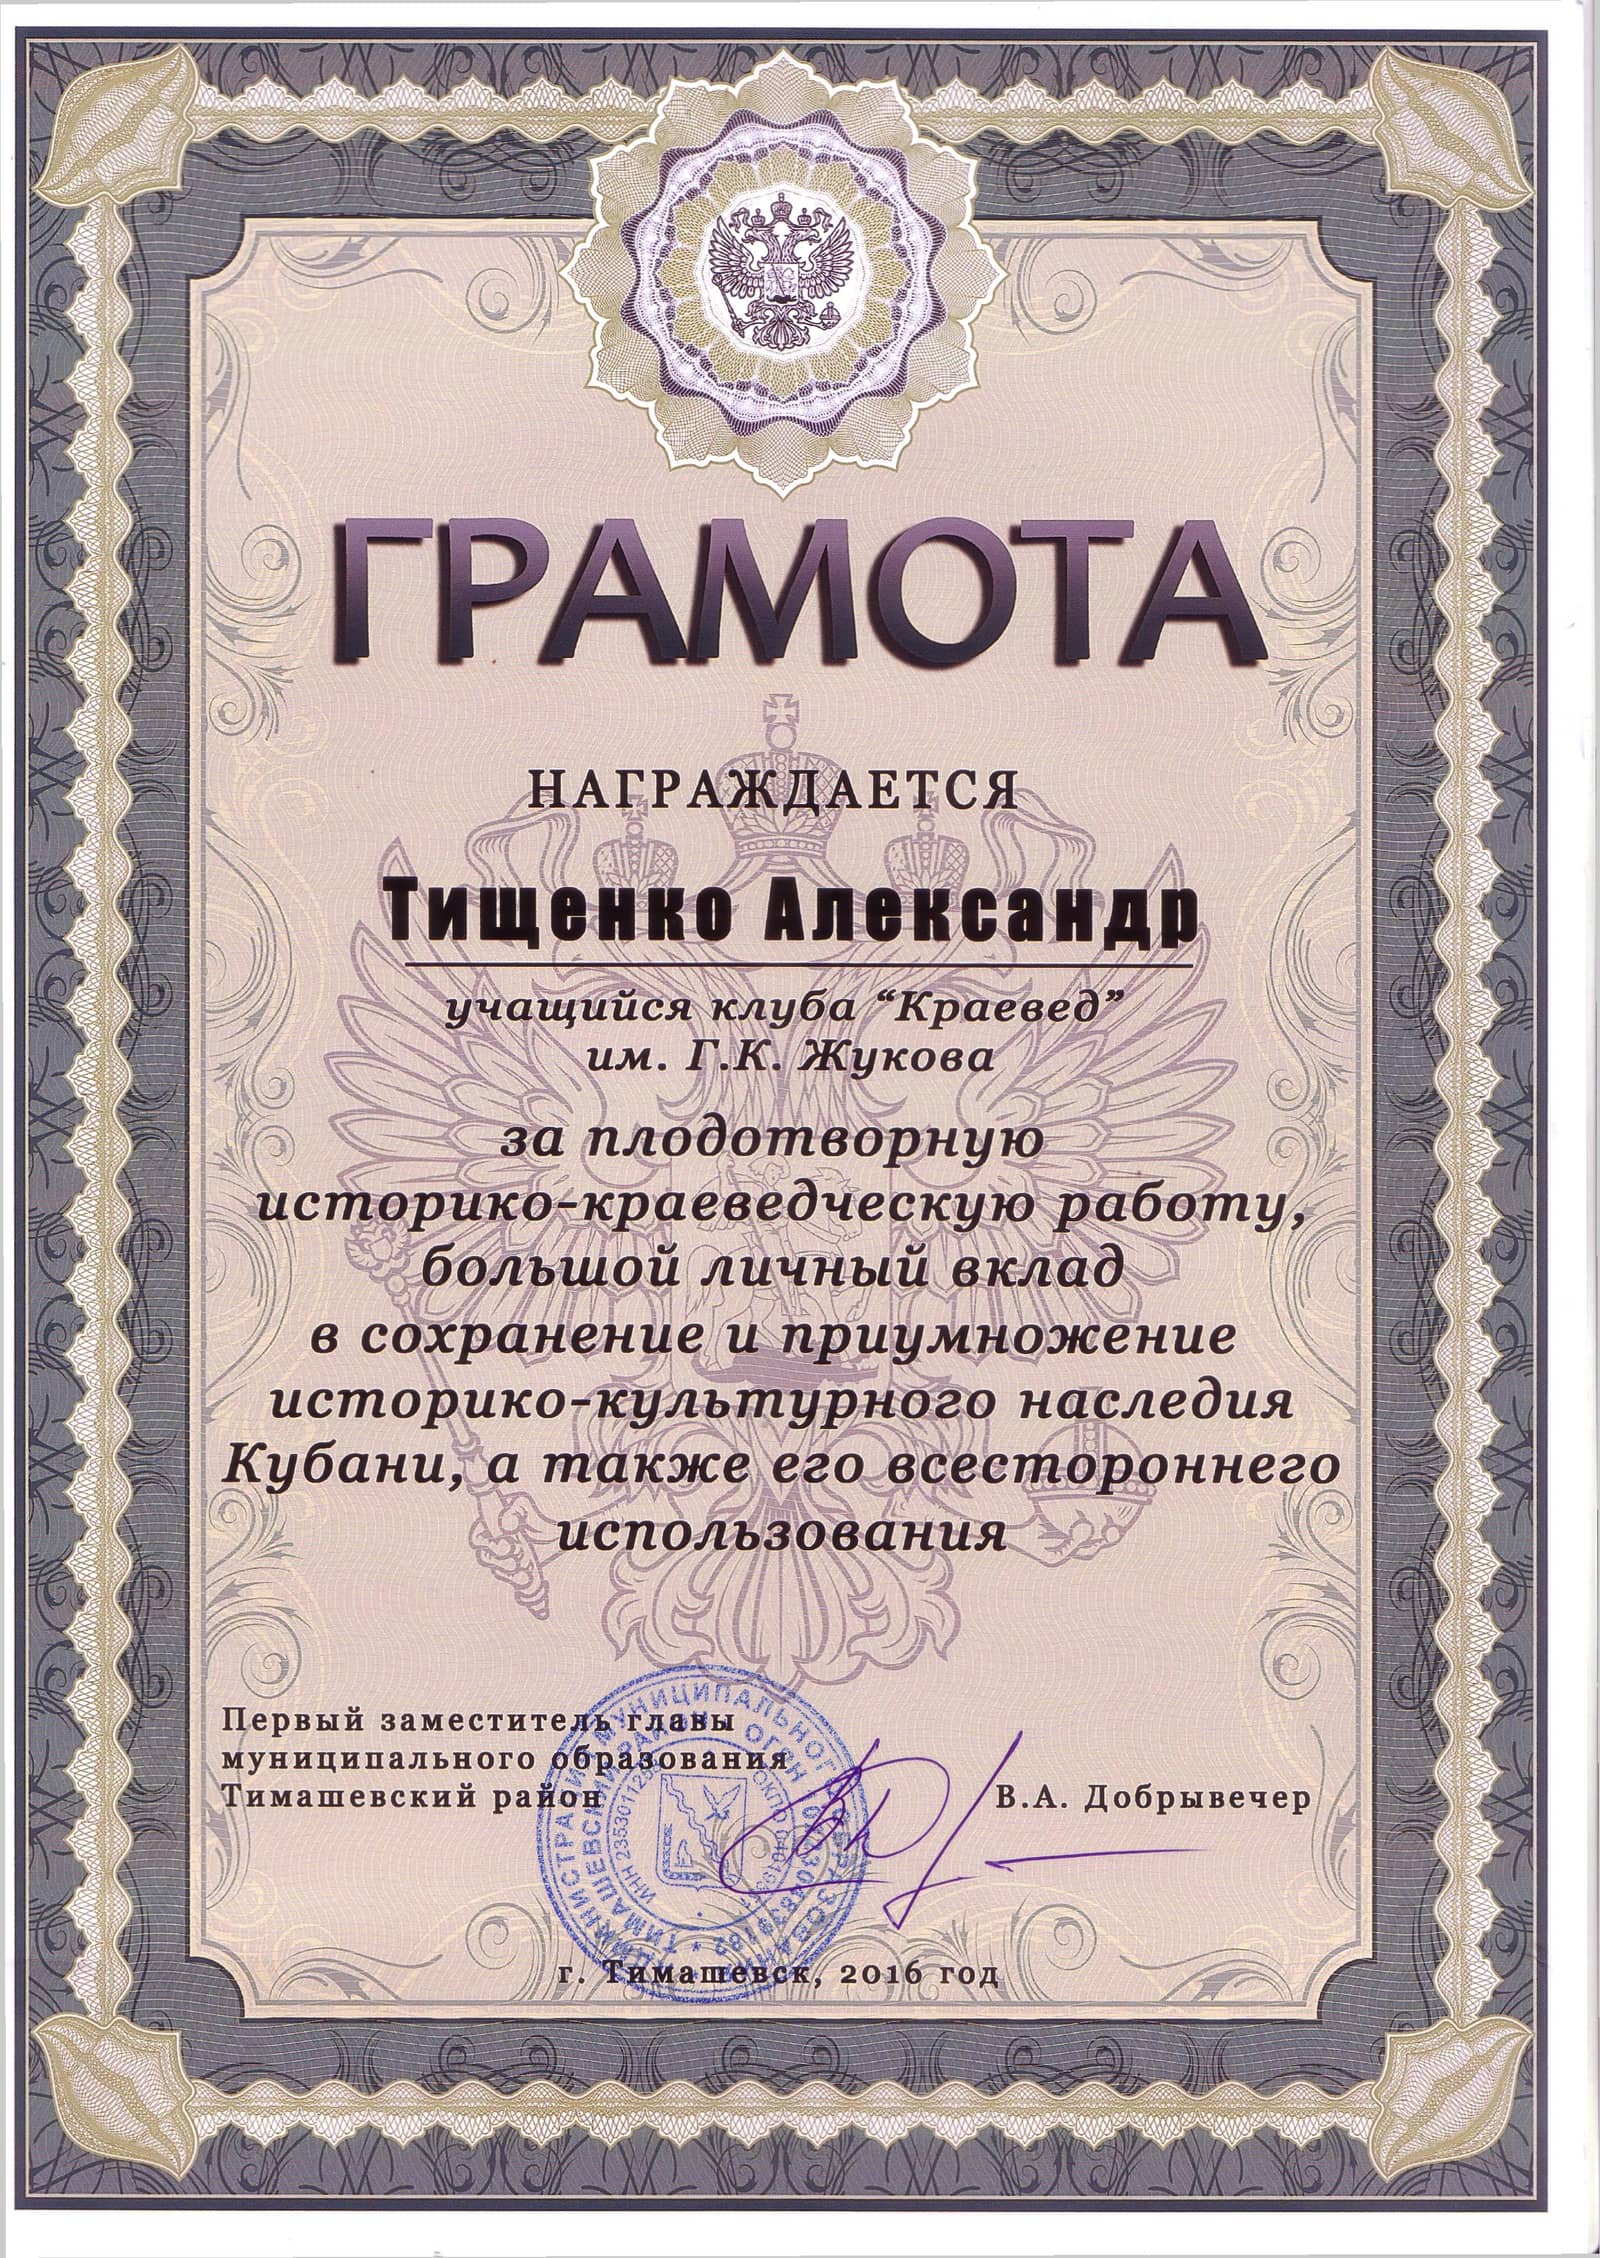 ГРАМОТА
НАГРАЖДАЕТСЯ
Тищенко Александр
учащийся клуба “Краевед”
им. Г.К. Жукова
за плодотворную
историко-краеведческую работу,
большой личный вклад
в сохранение и приумножение
историко-культурного наследия
Кубани, а также его всестороннего
использования
Первый заместитель главы
муниципального образования
Тимашевский район
В.А. Добрывечер
г. Тимашевск, 2016 год